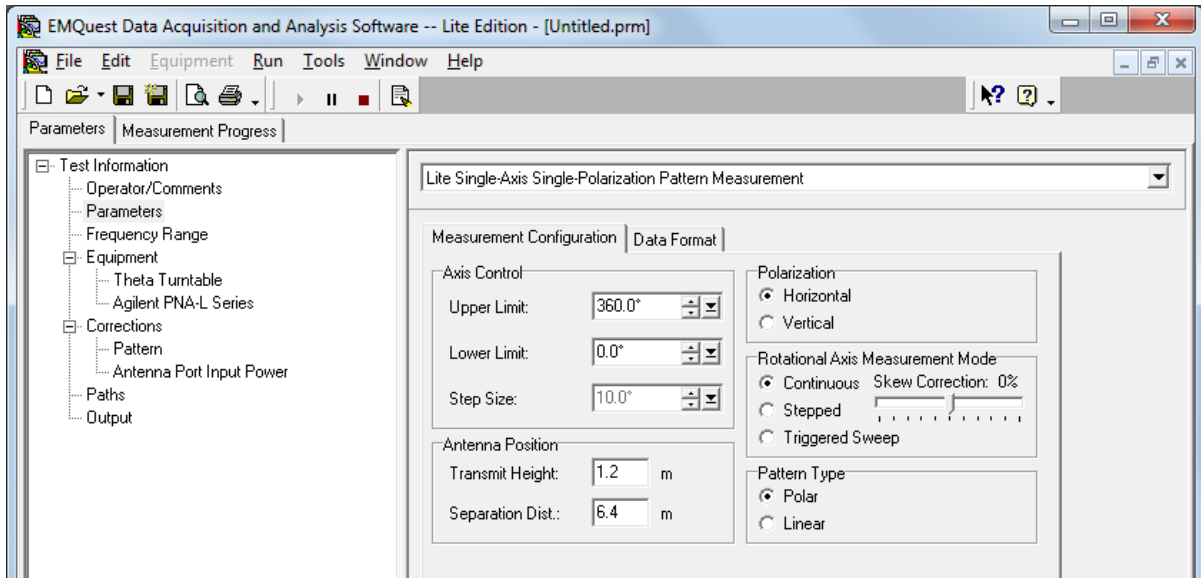 EMQuest Data Acquisition and Analysis Software -- Lite Edition - [Untitled.prm]
File Edit Equipment Run Tools Window Help
Parameters
Measurement Progress
Test Information
Operator/Comments
Parameters
Frequency Range
Equipment
Theta Turntable
Agilent PNA-L Series
Corrections
Pattern
Antenna Port Input Power
Paths
Output
Lite Single-Axis Single-Polarization Pattern Measurement
Measurement Configuration
Data Format
Axis Control
Upper Limit: 360.0°
Lower Limit: 0.0°
Step Size: 10.0°
Antenna Position
Transmit Height: 1.2 m
Separation Dist.: 6.4 m
Polarization
Horizontal
Vertical
Rotational Axis Measurement Mode
Continuous Skew Correction: 0%
Stepped
Triggered Sweep
Pattern Type
Polar
Linear